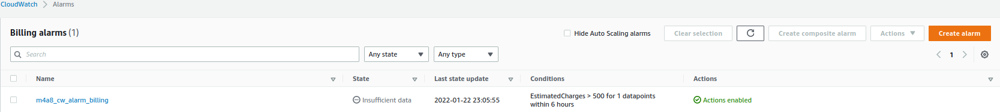 CloudWatch > Alarms
Billing alarms (1)
Hide Auto Scaling alarms
Clear selection
Create composite alarm
Actions
Create alarm
Search
Any state
Any type
1
Name State Last state update Conditions Actions
m4a8_cw_alarm_billing Insufficient data 2022-01-22 23:05:55 EstimatedCharges > 500 for 1 datapoints
within 6 hours
Actions enabled